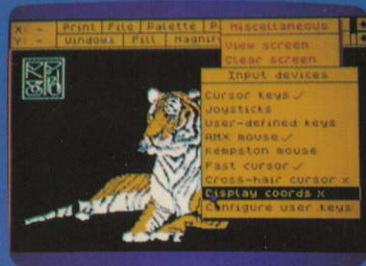 X: - Print File Palette P. Miscellaneous
Y: - Windows Fill Magnifi
View screen
Clear screen
Input devices
Cursor keys ✓
Joysticks
User-defined keys
AMX mouse ✓
Kempston mouse
Fast cursor ✓
Cross-hair cursor x
Display coords x
Configure user keys